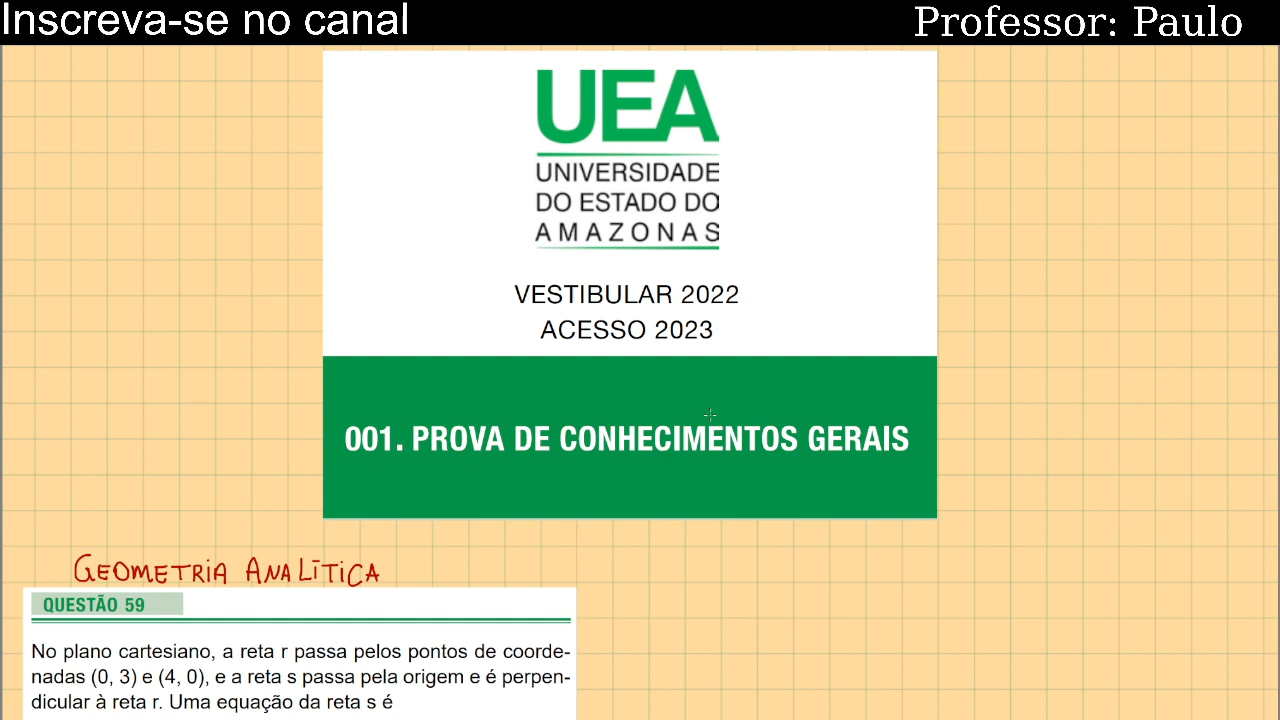 Inscreva-se no canal
Professor: Paulo
UEA
UNIVERSIDADE
DO ESTADO DO
AMAZONAS
VESTIBULAR 2022
ACESSO 2023
001. PROVA DE CONHECIMENTOS GERAIS
GEOMETRIA ANALÍTICA
QUESTÃO 59
No plano cartesiano, a reta r passa pelos pontos de coorde-
nadas (0, 3) e (4, 0), e a reta s passa pela origem e é perpen-
dicular à reta r. Uma equação da reta s é